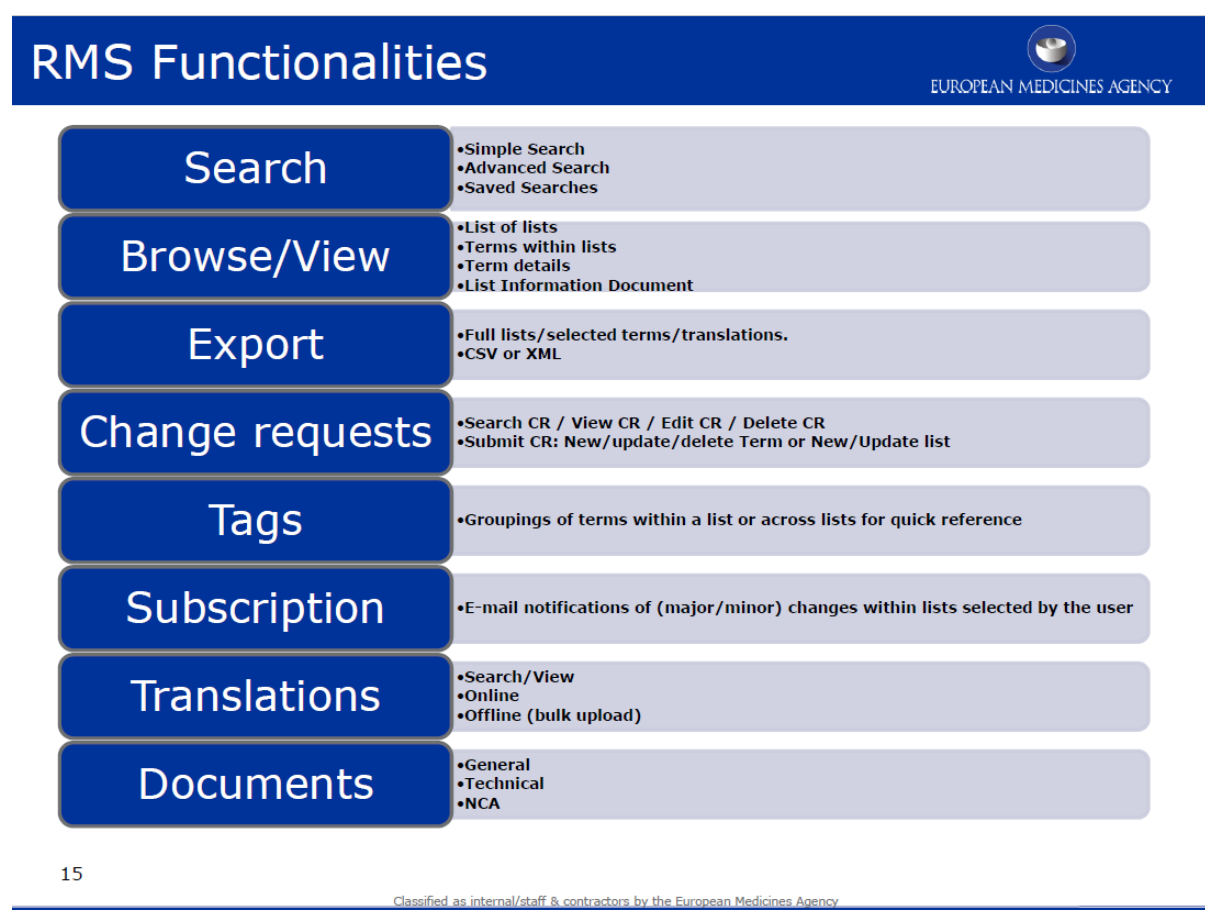 RMS Functionalities
EUROPEAN MEDICINES AGENCY
Search
•Simple Search
•Advanced Search
•Saved Searches
Browse/View
•List of lists
•Terms within lists
•Term details
•List Information Document
Export
•Full lists/selected terms/translations.
•CSV or XML
Change requests
•Search CR / View CR / Edit CR / Delete CR
•Submit CR: New/update/delete Term or New/Update list
Tags
•Groupings of terms within a list or across lists for quick reference
Subscription
•E-mail notifications of (major/minor) changes within lists selected by the user
Translations
•Search/View
•Online
•Offline (bulk upload)
Documents
•General
•Technical
•NCA
15
Classified as internal/staff & contractors by the European Medicines Agency